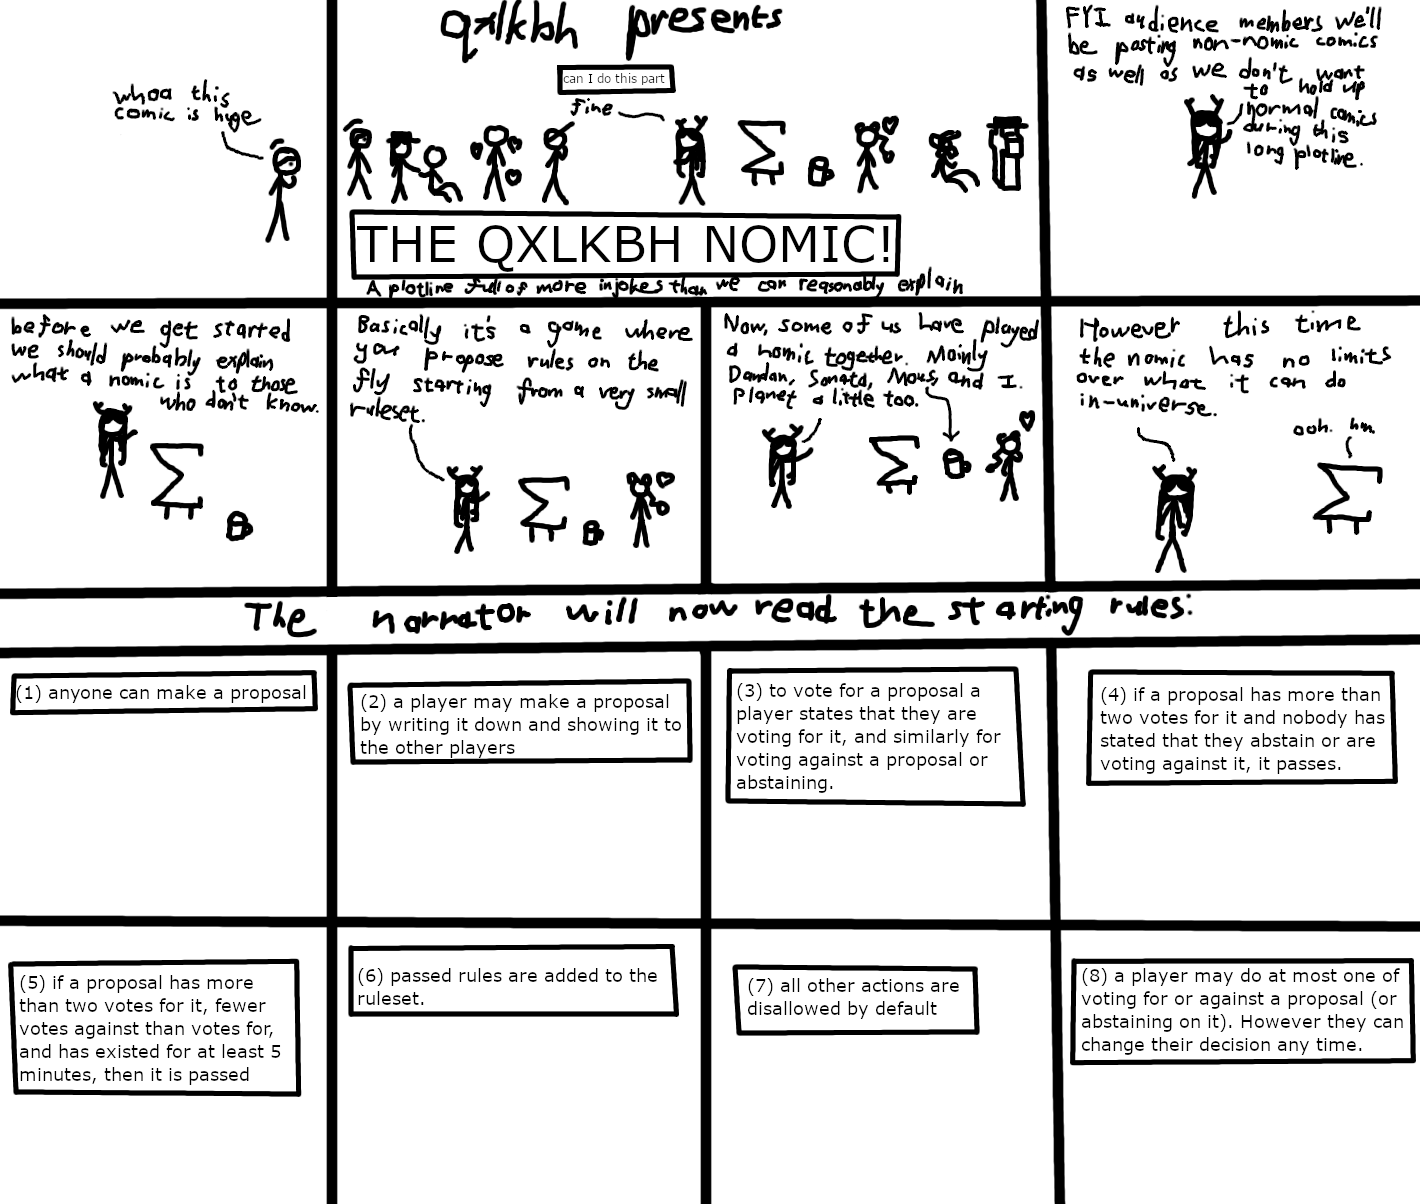 whoa this
comic is huge
qxlkbh presents
can I do this part
fine
THE QXLKBH NOMIC!
A plotline full of more injokes than we can reasonably explain
FYI audience members we'll
be posting non-nomic comics
as well as we don't want
to hold up
normal comics
during this
long plotline.
before we get started
we should probably explain
what a nomic is to those
who don't know.
Basically it's a game where
you propose rules on the
fly starting from a very small
ruleset.
Now, some of us have played
a nomic together. Mainly
Dandan, Sonata, Mous, and I.
Planet a little too.
However this time
the nomic has no limits
over what it can do
in-universe.
ooh. hm.
The narrator will now read the starting rules:
(1) anyone can make a proposal
(2) a player may make a proposal
by writing it down and showing it to
the other players
(3) to vote for a proposal a
player states that they are
voting for it, and similarly for
voting against a proposal or
abstaining.
(4) if a proposal has more than
two votes for it and nobody has
stated that they abstain or are
voting against it, it passes.
(5) if a proposal has more
than two votes for it, fewer
votes against than votes for,
and has existed for at least 5
minutes, then it is passed
(6) passed rules are added to the
ruleset.
(7) all other actions are
disallowed by default
(8) a player may do at most one of
voting for or against a proposal (or
abstaining on it). However they can
change their decision any time.